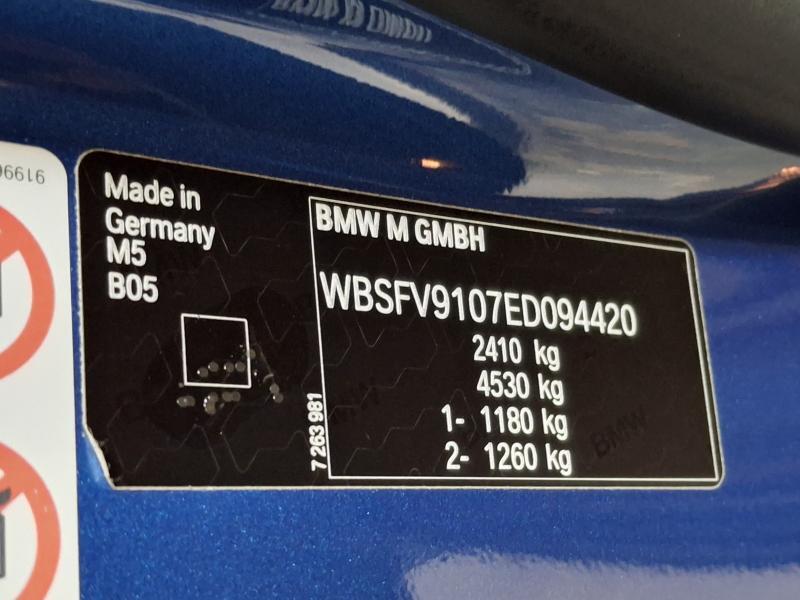 91996
Made in
Germany
M5
B05
BMW M GMBH
WBSFV9107ED094420
2410 kg
4530 kg
1- 1180 kg
2- 1260 kg
7 263 981
BMW